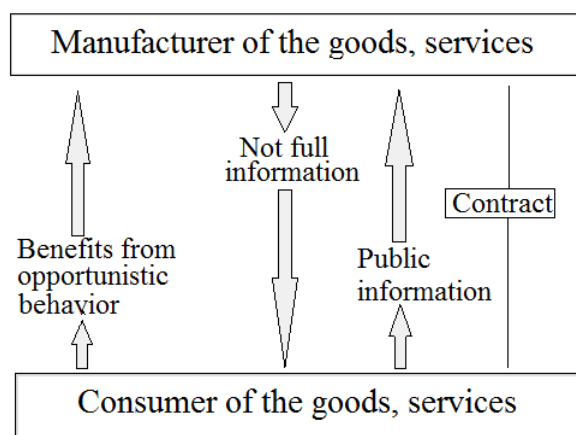 Manufacturer of the goods, services
Not full
information
Contract
Benefits from
opportunistic
behavior
Public
information
Consumer of the goods, services